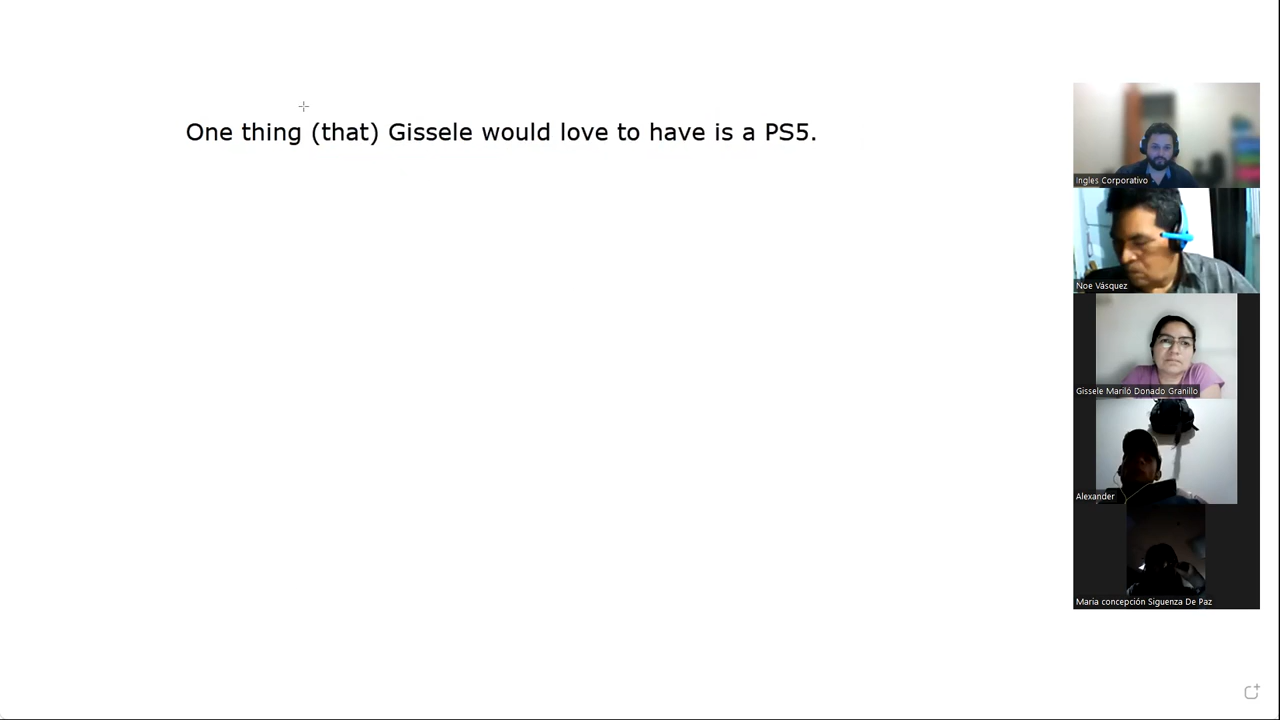 One thing (that) Gissele would love to have is a PS5.
Ingles Corporativo
Noe Vásquez
Gissele Mariló Donado Granillo
Alexander
Maria concepción Siguenza De Paz